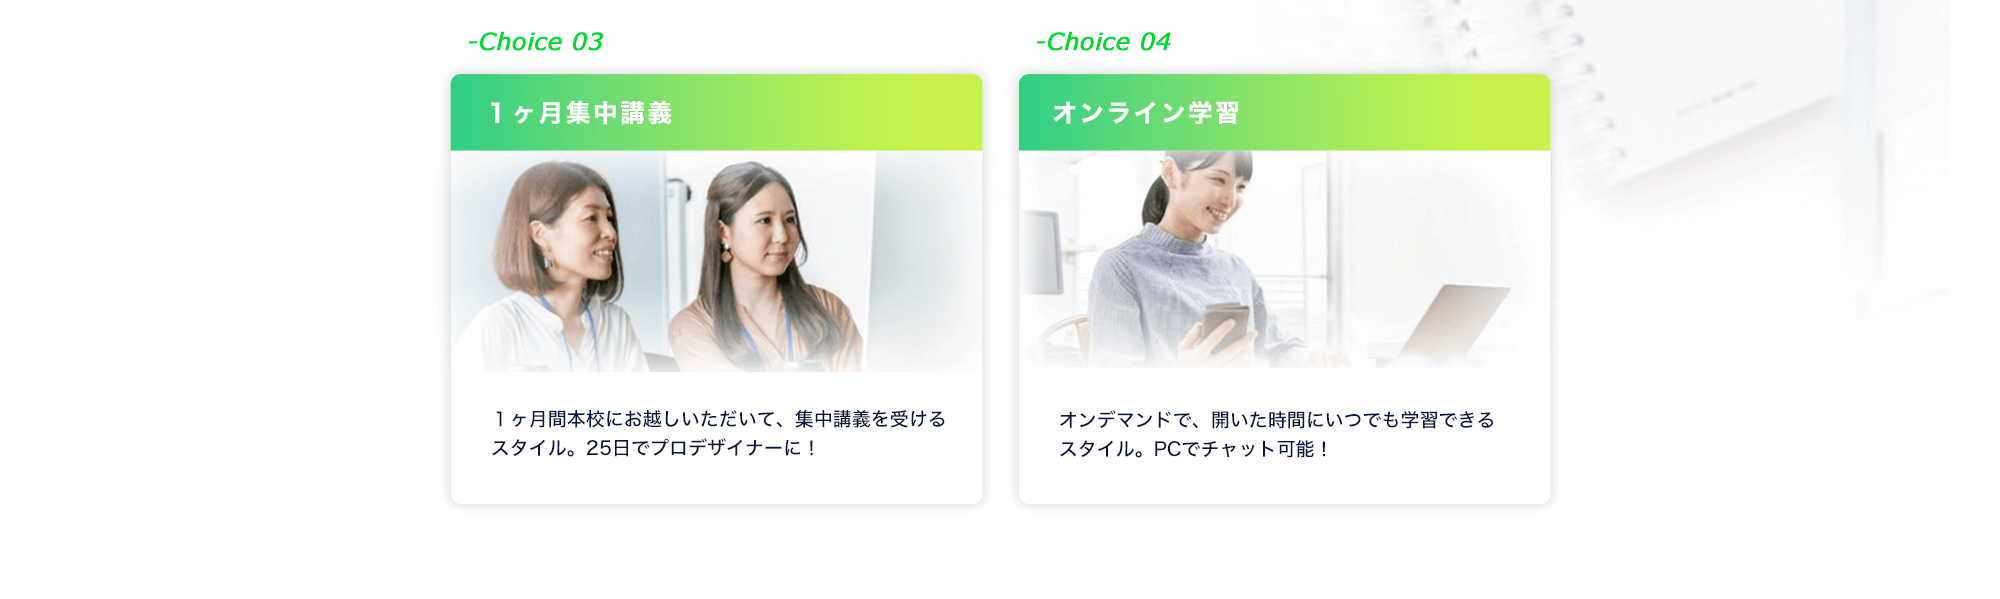 -Choice 03
１ヶ月集中講義
１ヶ月間本校にお越しいただいて、集中講義を受ける
スタイル。25日でプロデザイナーに！
-Choice 04
オンライン学習
オンデマンドで、開いた時間にいつでも学習できる
スタイル。PCでチャット可能！